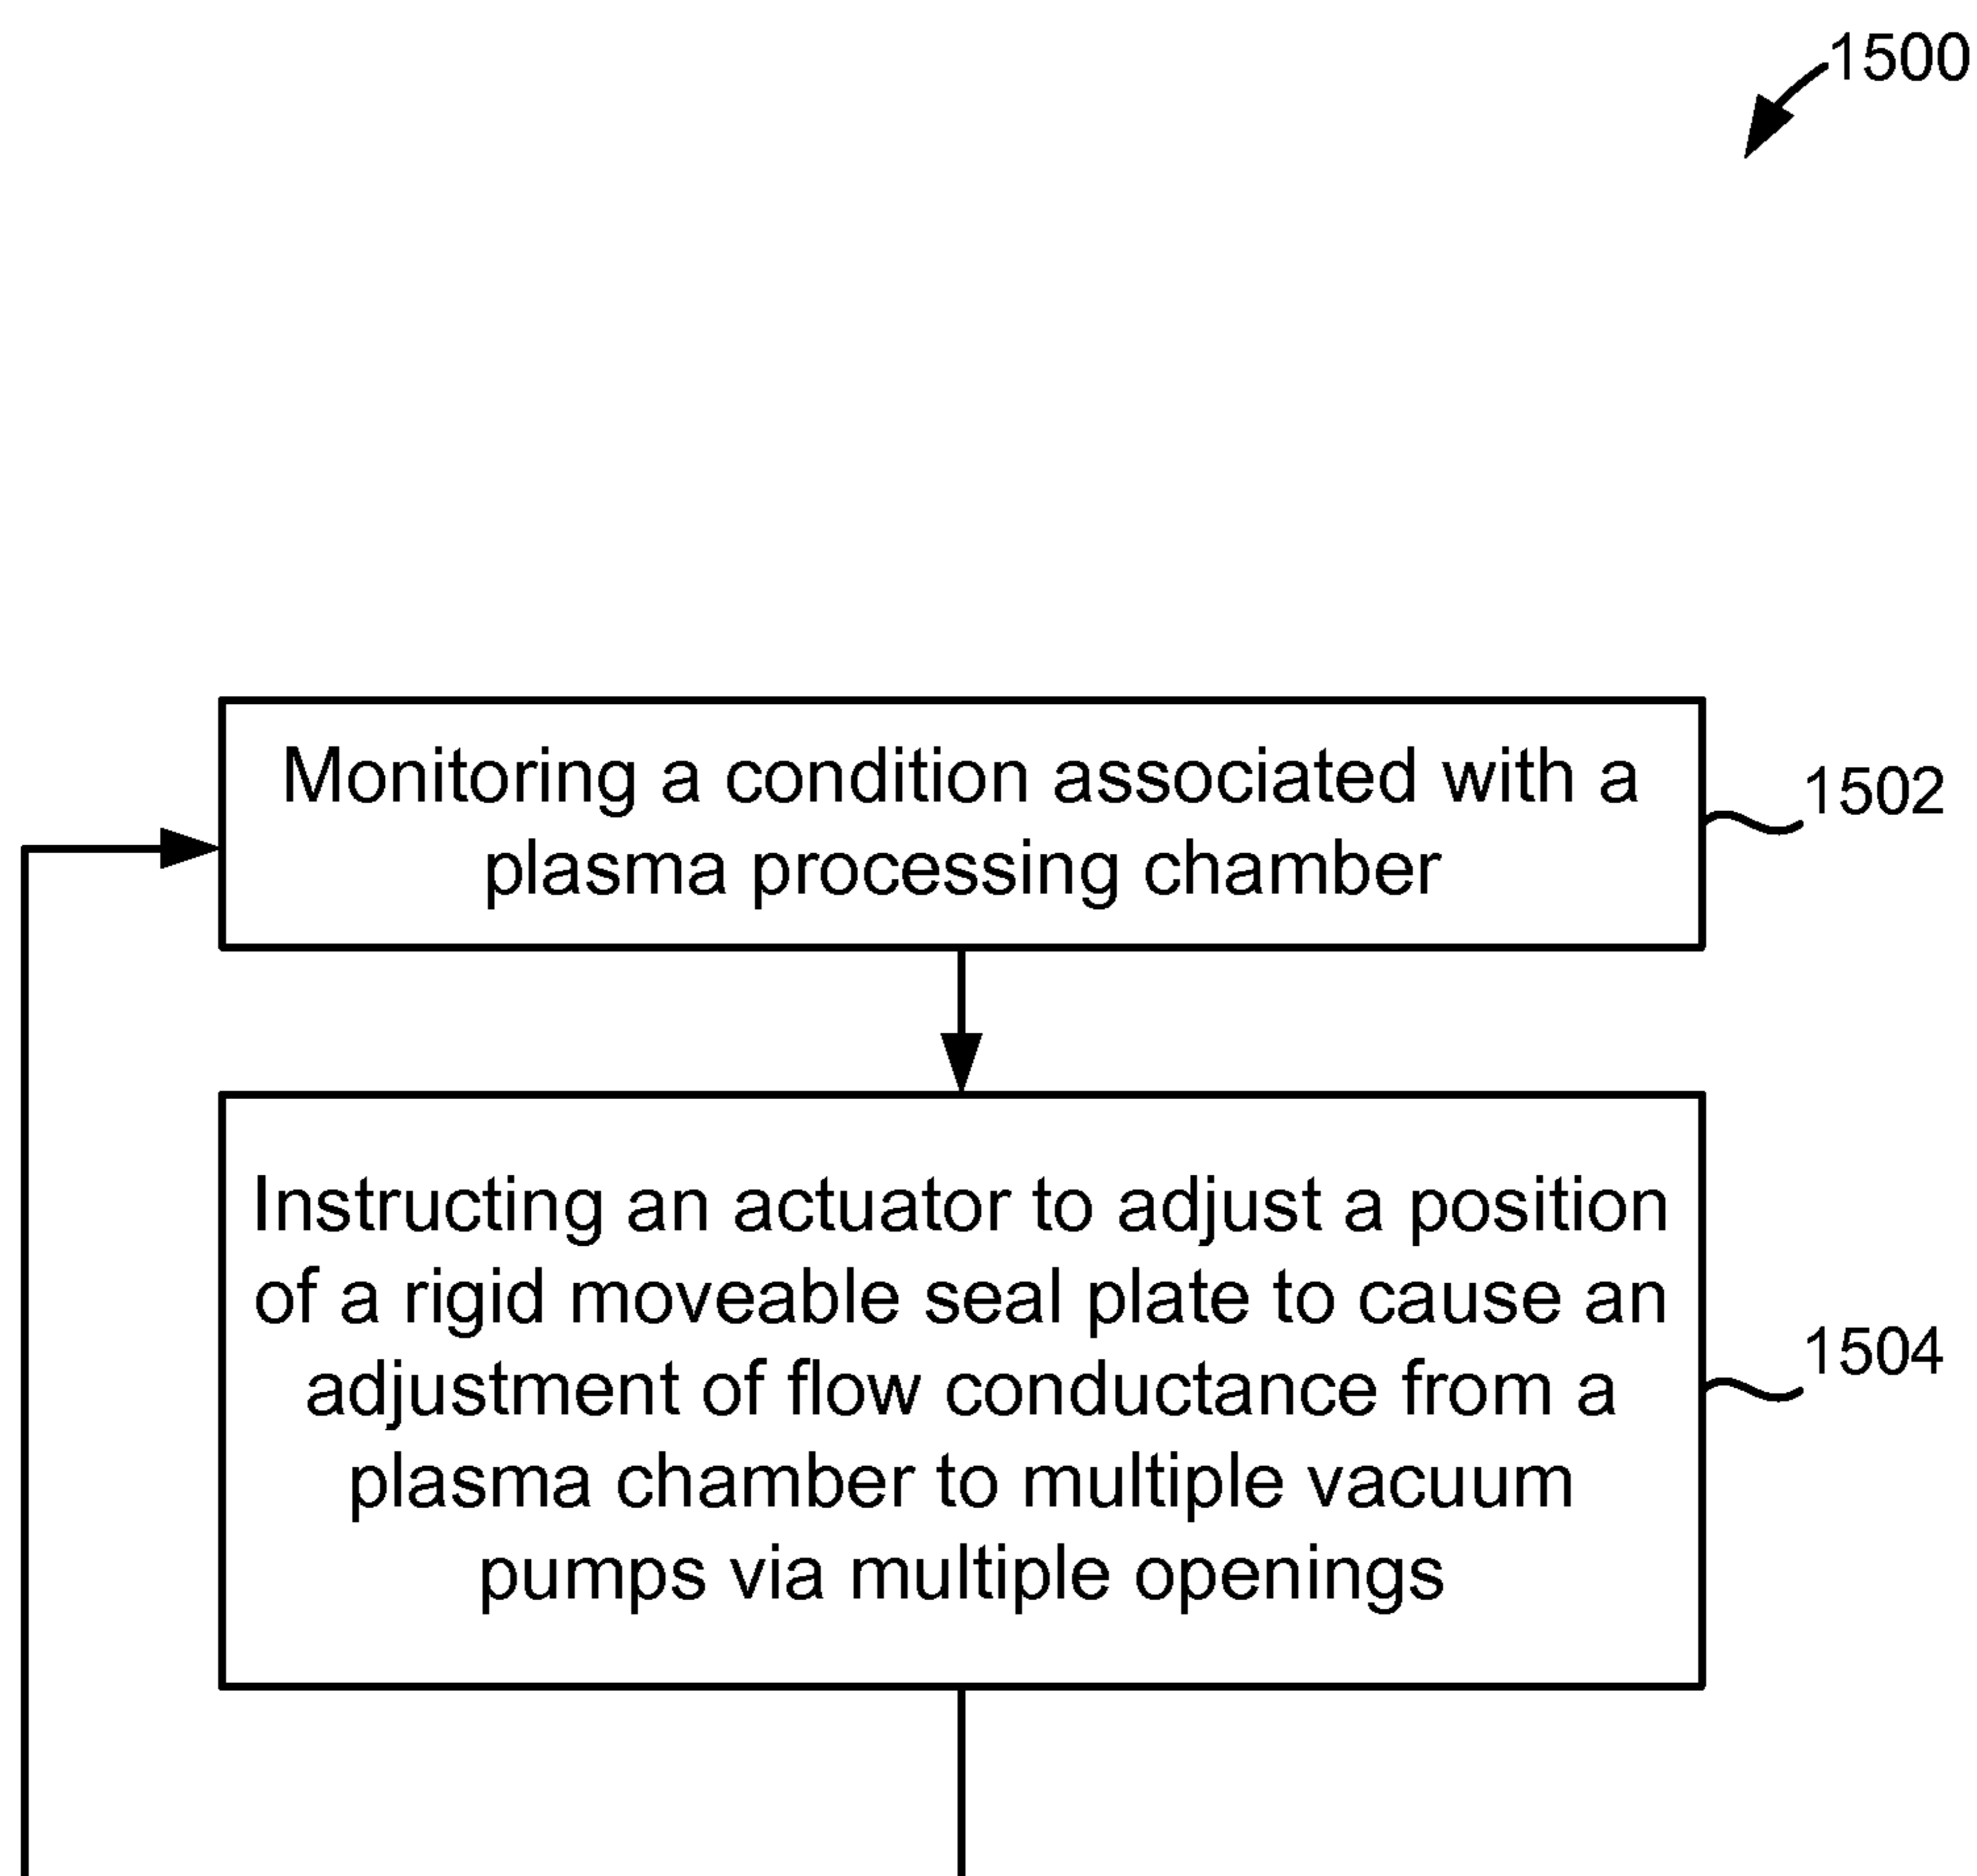 1500
Monitoring a condition associated with a
plasma processing chamber
1502
Instructing an actuator to adjust a position
of a rigid moveable seal plate to cause an
adjustment of flow conductance from a
plasma chamber to multiple vacuum
pumps via multiple openings
1504